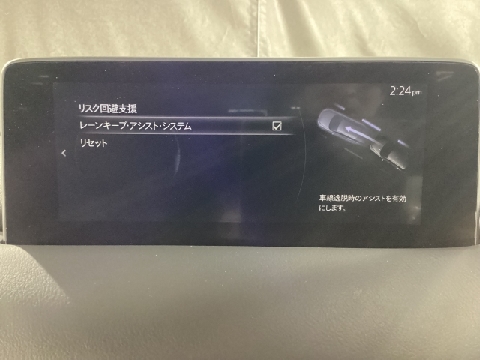 2:24pm
リスク回避支援
レーンキープ・アシスト・システム
リセット
車線逸脱時のアシストを有効
にします。